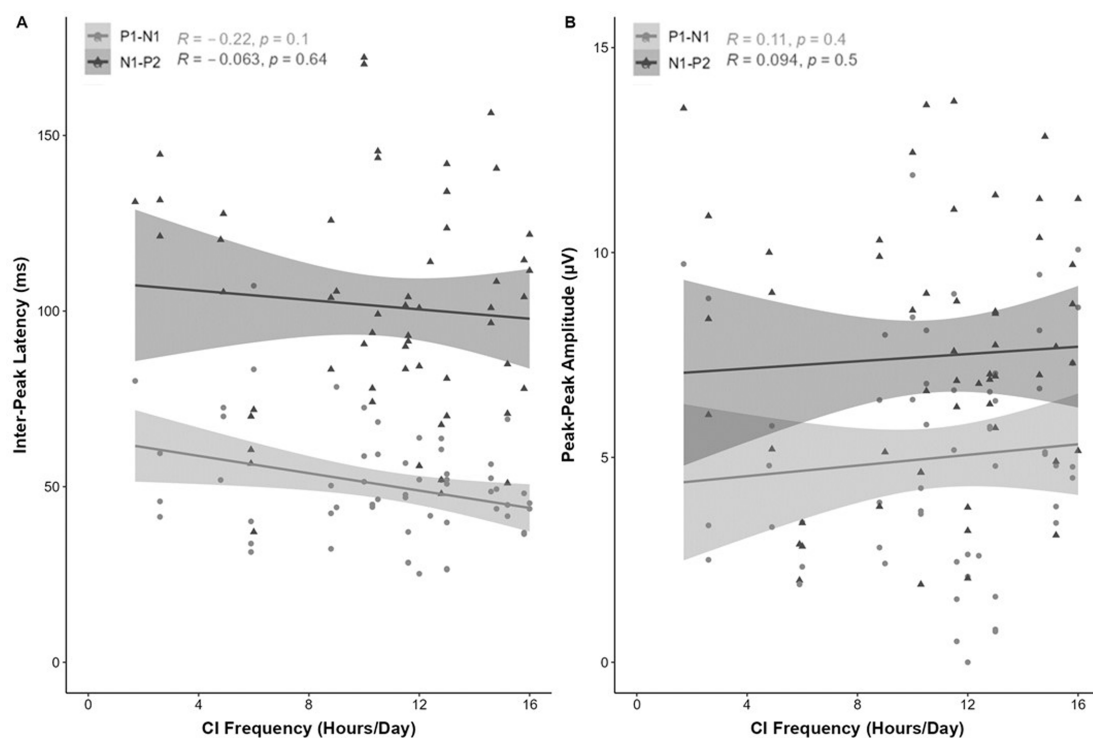 A
P1-N1 R = − 0.22, p = 0.1
N1-P2 R = − 0.063, p = 0.64
Inter-Peak Latency (ms)
150
100
50
0
0 4 8 12 16
CI Frequency (Hours/Day)
B
P1-N1 R = 0.11, p = 0.4
N1-P2 R = 0.094, p = 0.5
Peak-Peak Amplitude (µV)
15
10
5
0
0 4 8 12 16
CI Frequency (Hours/Day)